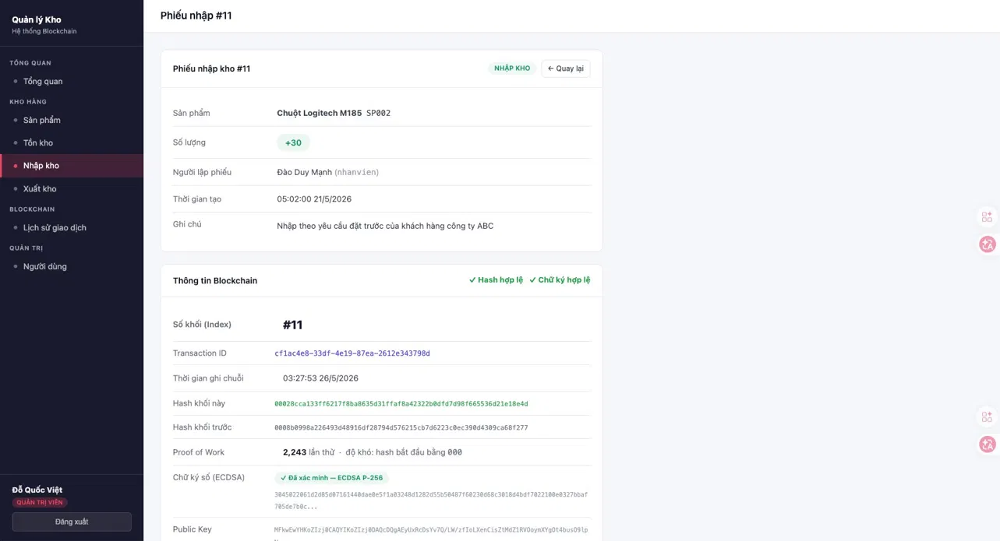 Quản lý Kho
Hệ thống Blockchain
TỔNG QUAN
Tổng quan
KHO HÀNG
Sản phẩm
Tồn kho
Nhập kho
Xuất kho
BLOCKCHAIN
Lịch sử giao dịch
QUẢN TRỊ
Người dùng
Đỗ Quốc Việt
QUẢN TRỊ VIÊN
Đăng xuất
Phiếu nhập #11
Phiếu nhập kho #11
NHẬP KHO
← Quay lại
Sản phẩm Chuột Logitech M185 SP002
Số lượng +30
Người lập phiếu Đào Duy Mạnh (nhanvien)
Thời gian tạo 05:02:00 21/5/2026
Ghi chú Nhập theo yêu cầu đặt trước của khách hàng công ty ABC
Thông tin Blockchain ✓ Hash hợp lệ ✓ Chữ ký hợp lệ
Số khối (Index) #11
Transaction ID cf1ac4e8-33df-4e19-87ea-2612e343798d
Thời gian ghi chuỗi 03:27:53 26/5/2026
Hash khối này 00028cca133ff6217f8ba8635d31ffaf8a42322b0dfd7d98f665536d21e18e4d
Hash khối trước 0008b0998a226493d48916df28794d576215cb7d6223c0ec390d4309ca68f277
Proof of Work 2,243 lần thử · độ khó: hash bắt đầu bằng 000
Chữ ký số (ECDSA) ✓ Đã xác minh — ECDSA P-256
3045022061d2d85d07161440dae0e5f1a03248d1282d55b50487f60230d68c3018d4bdf7022100e0327bbaf
705de7b0c...
Public Key MFkwEwYHKoZIzj0CAQYIKoZIzj0DAQcDQgAEyUxRcDsYv7Q/LW/zfIoLXenCisZtMdZ1RVOoymXYgOt4busO9lp